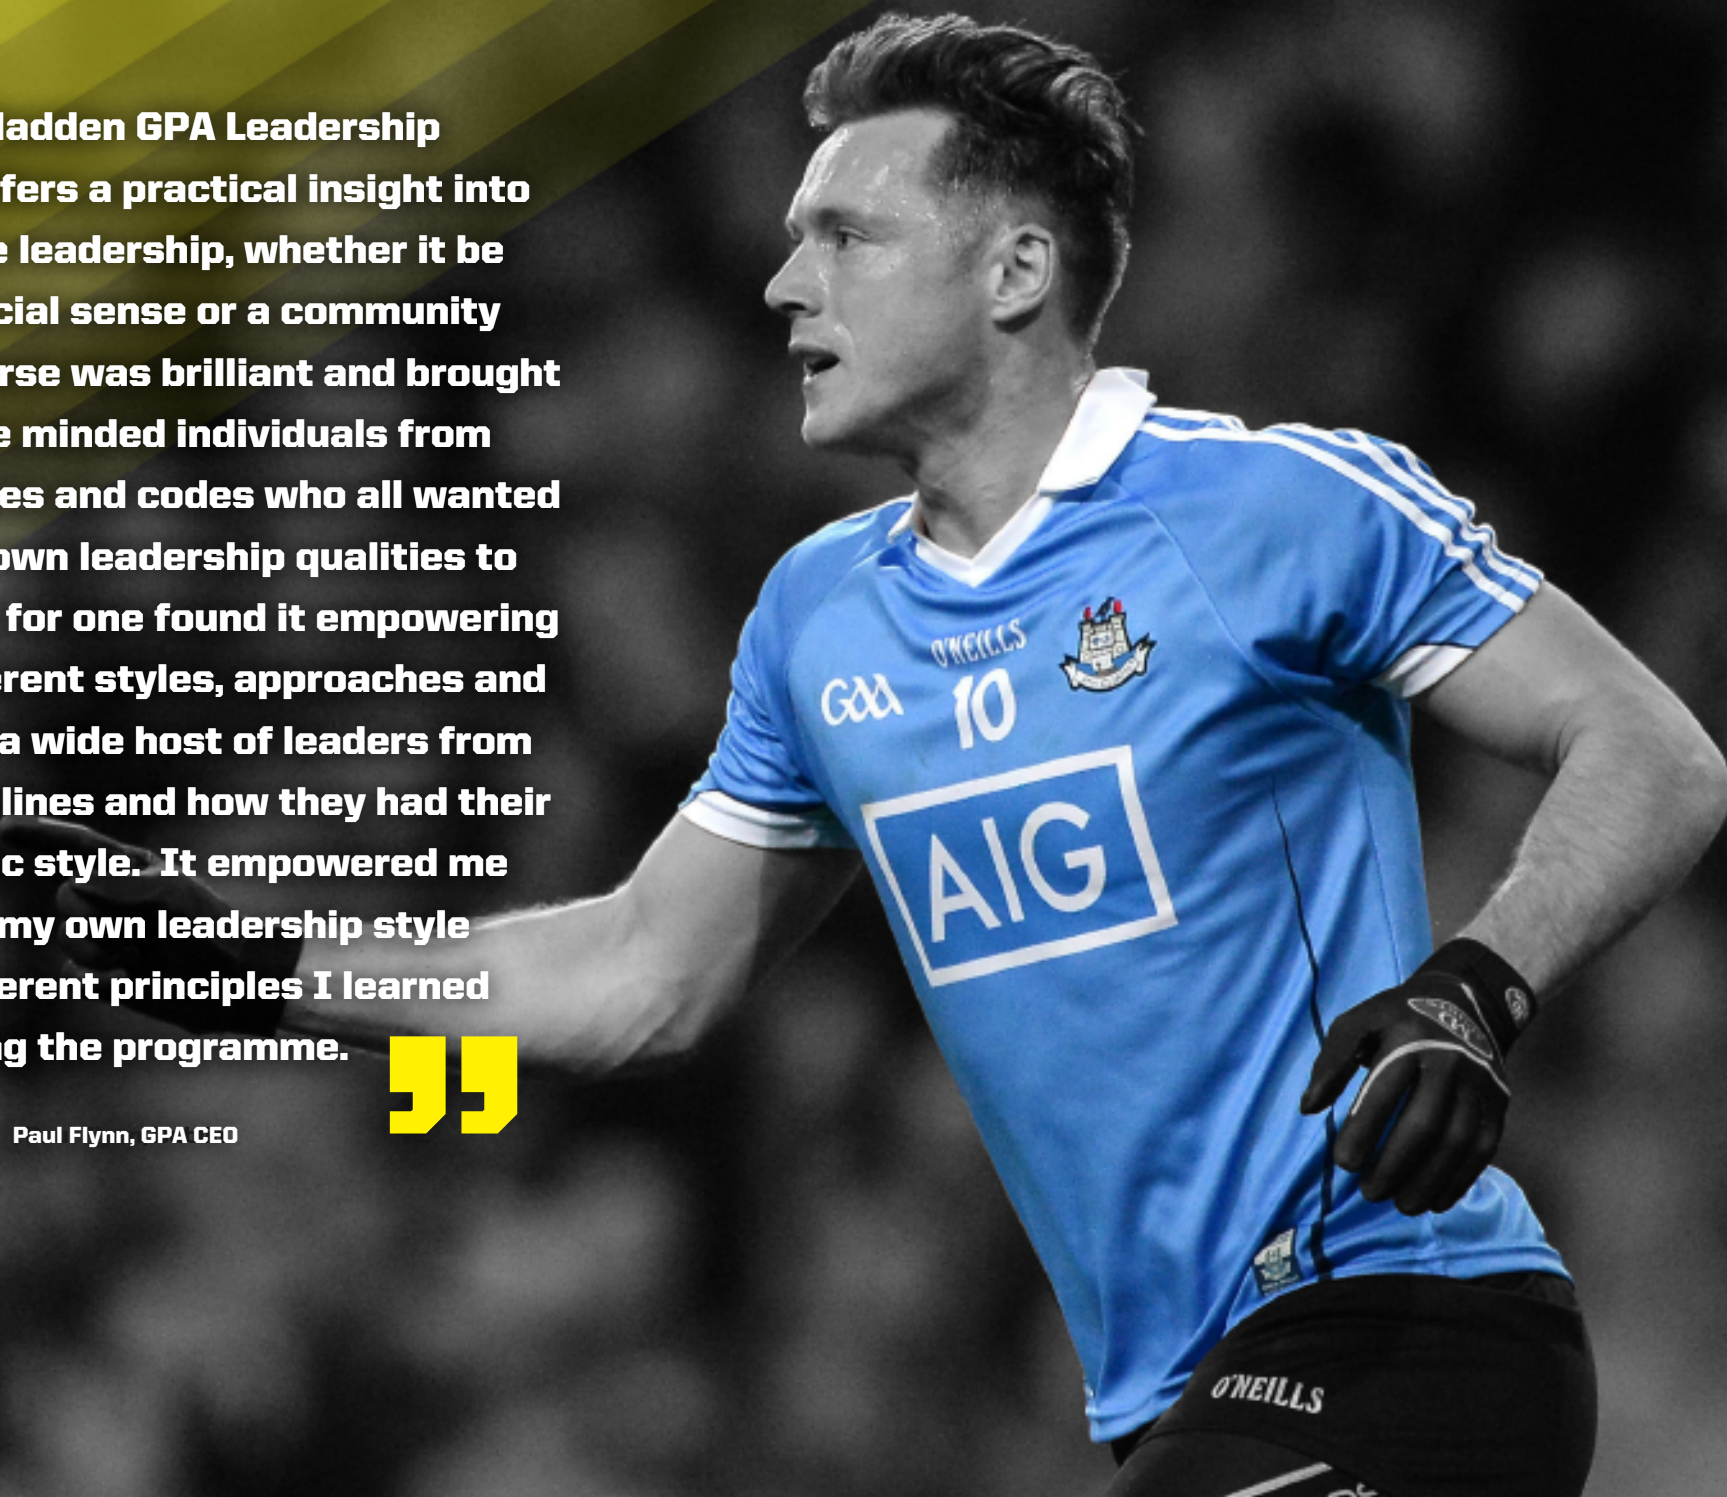 adden GPA Leadership
fers a practical insight into
e leadership, whether it be
cial sense or a community
rse was brilliant and brought
e minded individuals from
es and codes who all wanted
own leadership qualities to
for one found it empowering
erent styles, approaches and
a wide host of leaders from
lines and how they had their
c style. It empowered me
my own leadership style
erent principles I learned
g the programme.
Paul Flynn, GPA CEO
O'NEILLS
GAA
10
AIG
O'NEILLS